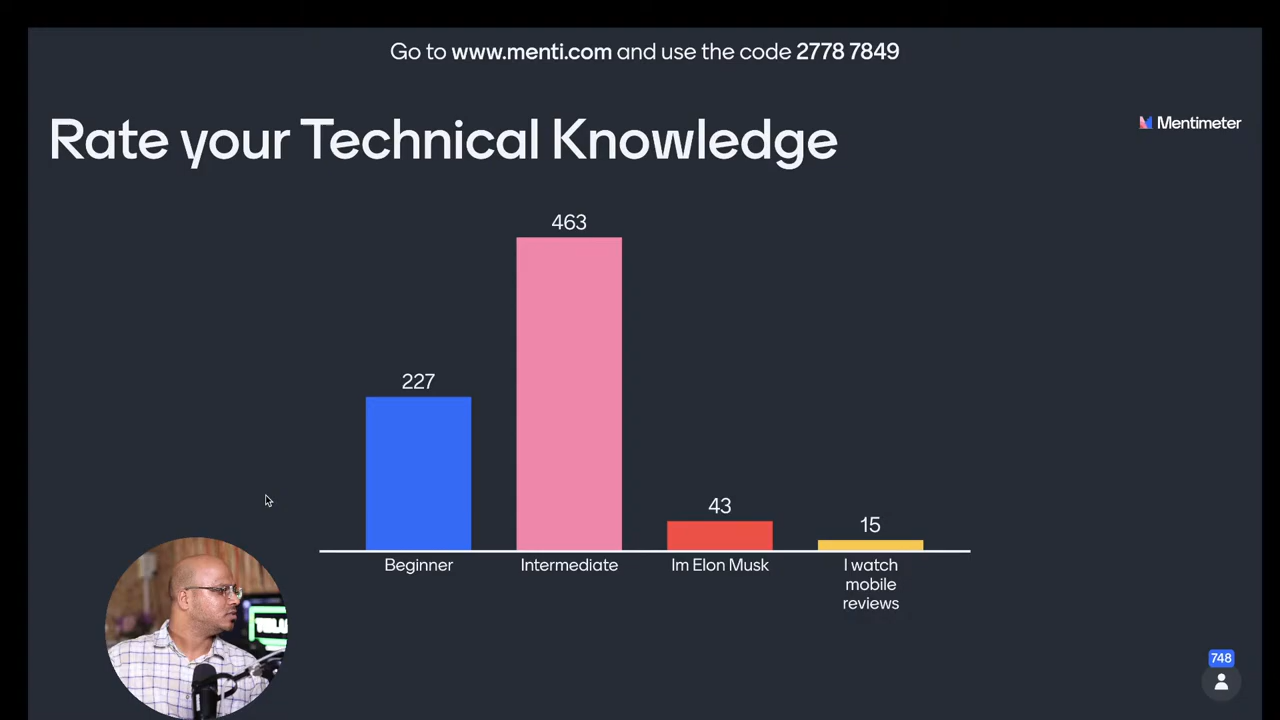 Go to www.menti.com and use the code 2778 7849
Rate your Technical Knowledge
Mentimeter
463
227
43
15
Beginner
Intermediate
Im Elon Musk
I watch
mobile
reviews
748